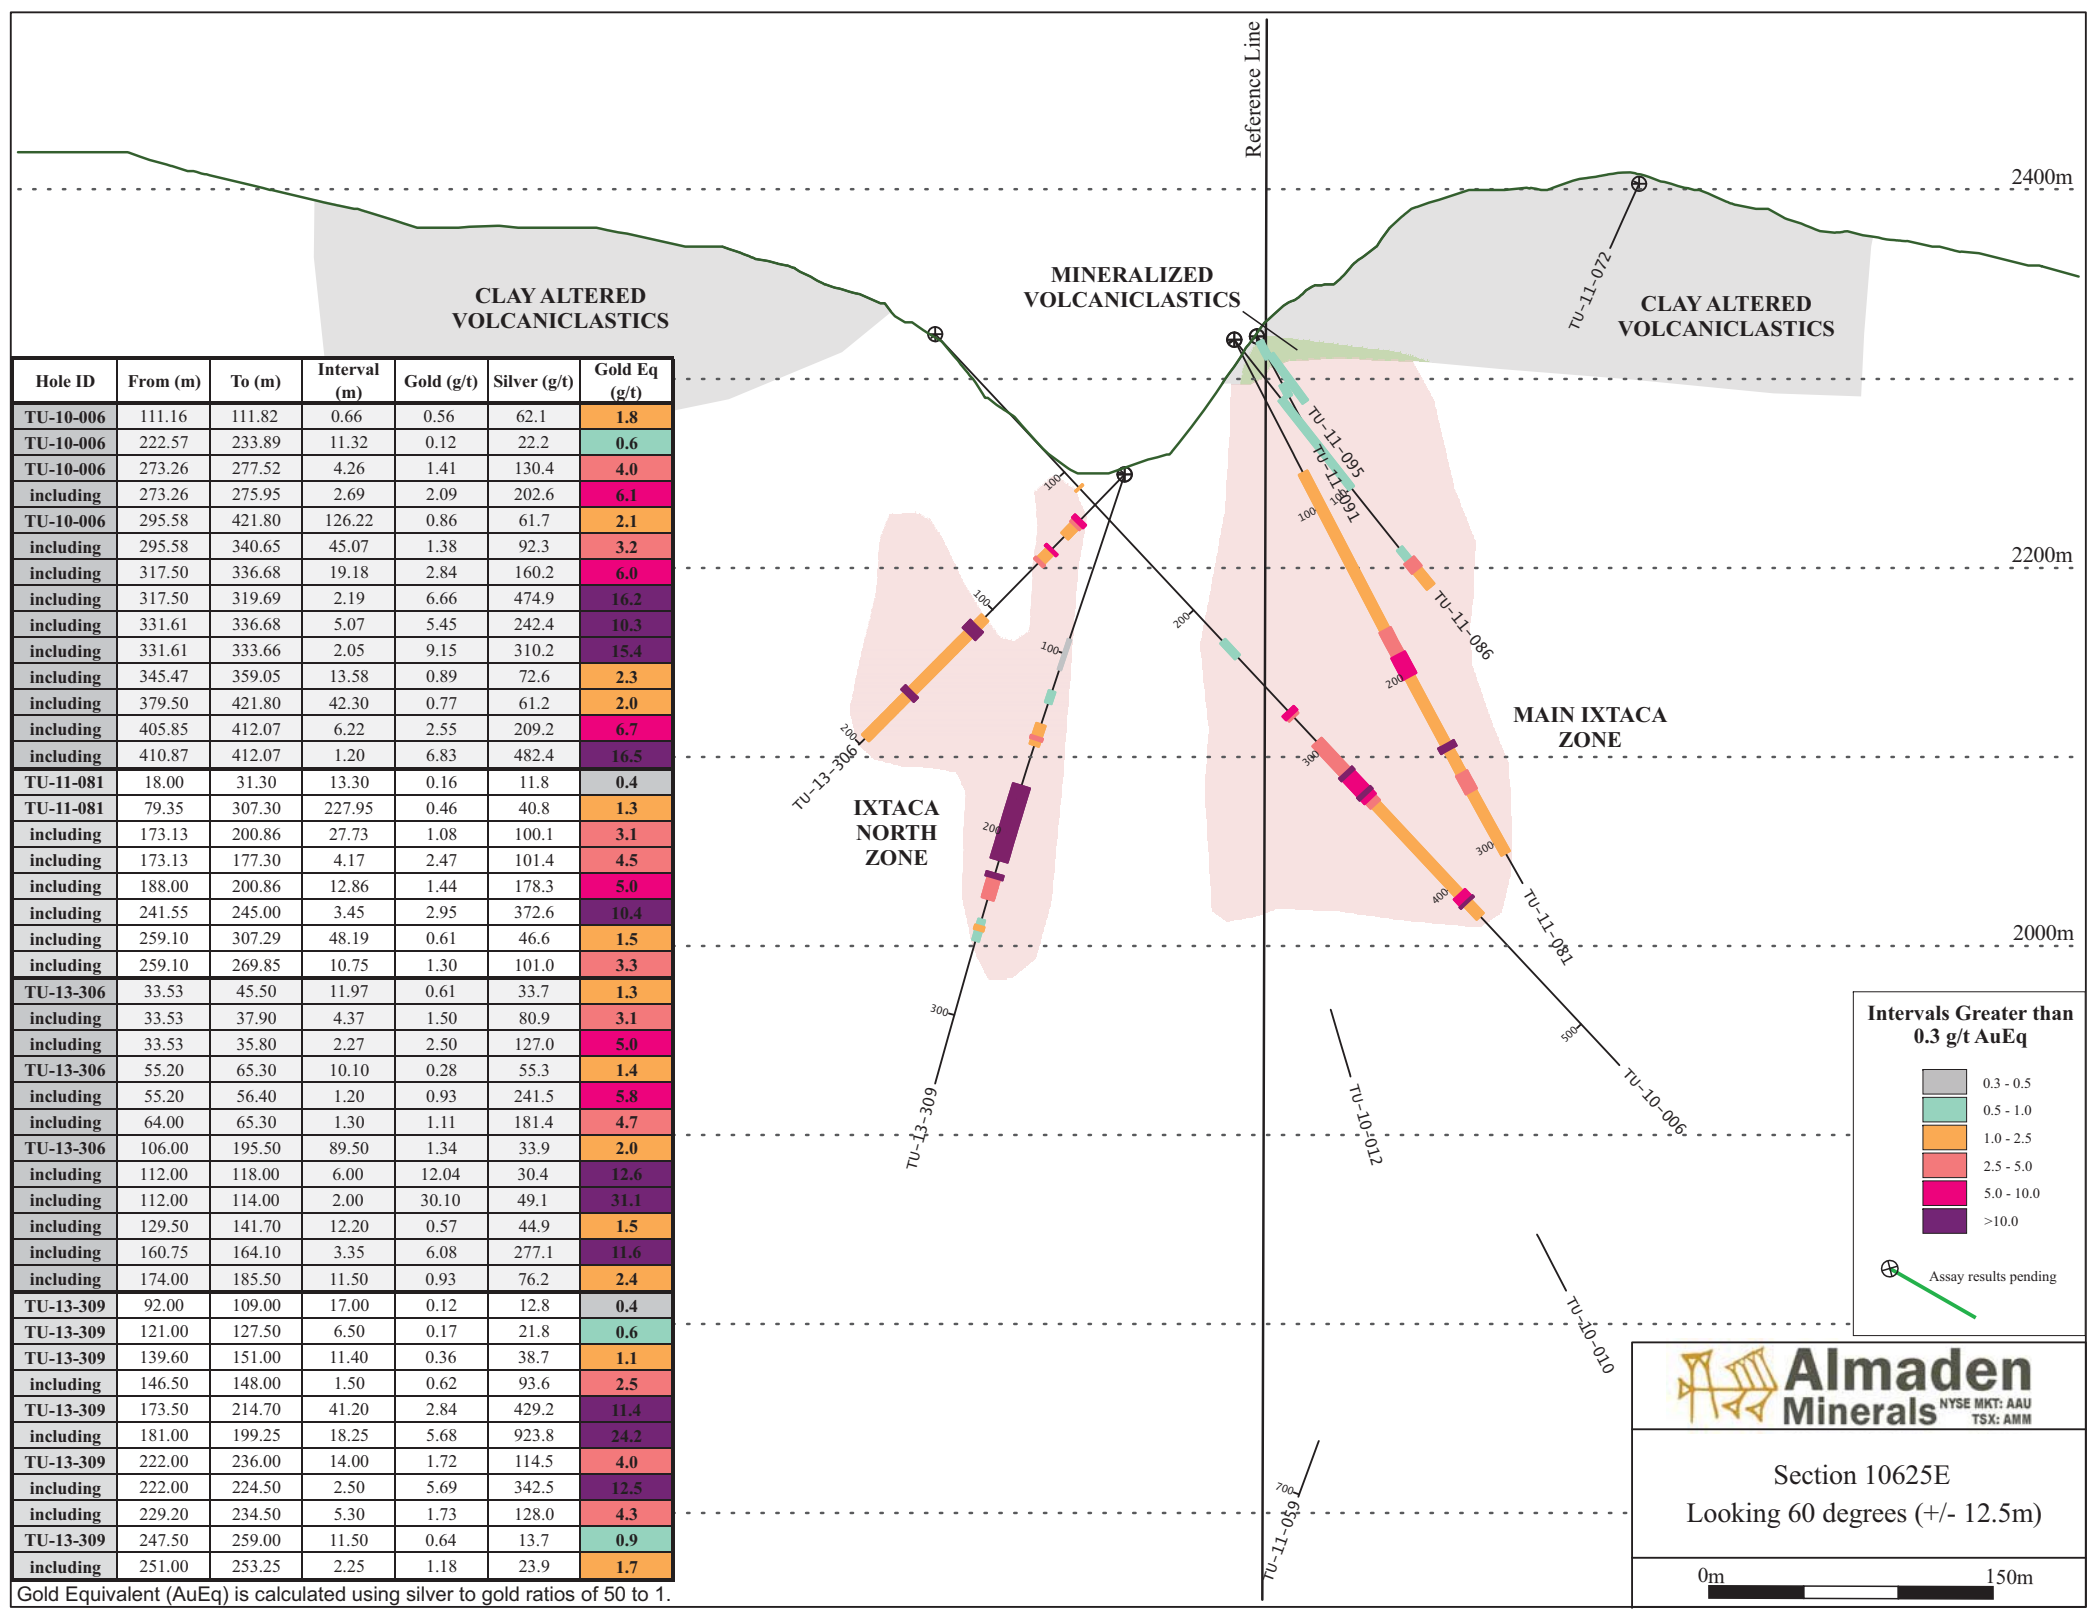 Reference Line
2400m
MINERALIZED
VOLCANICLASTICS
CLAY ALTERED
VOLCANICLASTICS
TU-11-072
CLAY ALTERED
VOLCANICLASTICS
Hole ID From (m) To (m) Interval (m) Gold (g/t) Silver (g/t) Gold Eq (g/t)
TU-10-006 111.16 111.82 0.66 0.56 62.1 1.8
TU-10-006 222.57 233.89 11.32 0.12 22.2 0.6
TU-10-006 273.26 277.52 4.26 1.41 130.4 4.0
including 273.26 275.95 2.69 2.09 202.6 6.1
TU-10-006 295.58 421.80 126.22 0.86 61.7 2.1
including 295.58 340.65 45.07 1.38 92.3 3.2
including 317.50 336.68 19.18 2.84 160.2 6.0
including 317.50 319.69 2.19 6.66 474.9 16.2
including 331.61 336.68 5.07 5.45 242.4 10.3
including 331.61 333.66 2.05 9.15 310.2 15.4
including 345.47 359.05 13.58 0.89 72.6 2.3
including 379.50 421.80 42.30 0.77 61.2 2.0
including 405.85 412.07 6.22 2.55 209.2 6.7
including 410.87 412.07 1.20 6.83 482.4 16.5
TU-11-081 18.00 31.30 13.30 0.16 11.8 0.4
TU-11-081 79.35 307.30 227.95 0.46 40.8 1.3
including 173.13 200.86 27.73 1.08 100.1 3.1
including 173.13 177.30 4.17 2.47 101.4 4.5
including 188.00 200.86 12.86 1.44 178.3 5.0
including 241.55 245.00 3.45 2.95 372.6 10.4
including 259.10 307.29 48.19 0.61 46.6 1.5
including 259.10 269.85 10.75 1.30 101.0 3.3
TU-13-306 33.53 45.50 11.97 0.61 33.7 1.3
including 33.53 37.90 4.37 1.50 80.9 3.1
including 33.53 35.80 2.27 2.50 127.0 5.0
TU-13-306 55.20 65.30 10.10 0.28 55.3 1.4
including 55.20 56.40 1.20 0.93 241.5 5.8
including 64.00 65.30 1.30 1.11 181.4 4.7
TU-13-306 106.00 195.50 89.50 1.34 33.9 2.0
including 112.00 118.00 6.00 12.04 30.4 12.6
including 112.00 114.00 2.00 30.10 49.1 31.1
including 129.50 141.70 12.20 0.57 44.9 1.5
including 160.75 164.10 3.35 6.08 277.1 11.6
including 174.00 185.50 11.50 0.93 76.2 2.4
TU-13-309 92.00 109.00 17.00 0.12 12.8 0.4
TU-13-309 121.00 127.50 6.50 0.17 21.8 0.6
TU-13-309 139.60 151.00 11.40 0.36 38.7 1.1
including 146.50 148.00 1.50 0.62 93.6 2.5
TU-13-309 173.50 214.70 41.20 2.84 429.2 11.4
including 181.00 199.25 18.25 5.68 923.8 24.2
TU-13-309 222.00 236.00 14.00 1.72 114.5 4.0
including 222.00 224.50 2.50 5.69 342.5 12.5
including 229.20 234.50 5.30 1.73 128.0 4.3
TU-13-309 247.50 259.00 11.50 0.64 13.7 0.9
including 251.00 253.25 2.25 1.18 23.9 1.7
Gold Equivalent (AuEq) is calculated using silver to gold ratios of 50 to 1.
TU-11-095
TU-11-091
100
100
100
2200m
100
TU-11-086
200
100
200
200
TU-13-306
MAIN IXTACA
ZONE
300
IXTACA
NORTH
ZONE
200
300
400
TU-11-081
2000m
300
500
TU-10-006
TU-13-309
TU-10-012
TU-10-010
700
TU-11-059
Intervals Greater than
0.3 g/t AuEq
0.3 - 0.5
0.5 - 1.0
1.0 - 2.5
2.5 - 5.0
5.0 - 10.0
>10.0
Assay results pending
Almaden
Minerals NYSE MKT: AAU
TSX: AMM
Section 10625E
Looking 60 degrees (+/- 12.5m)
0m 150m